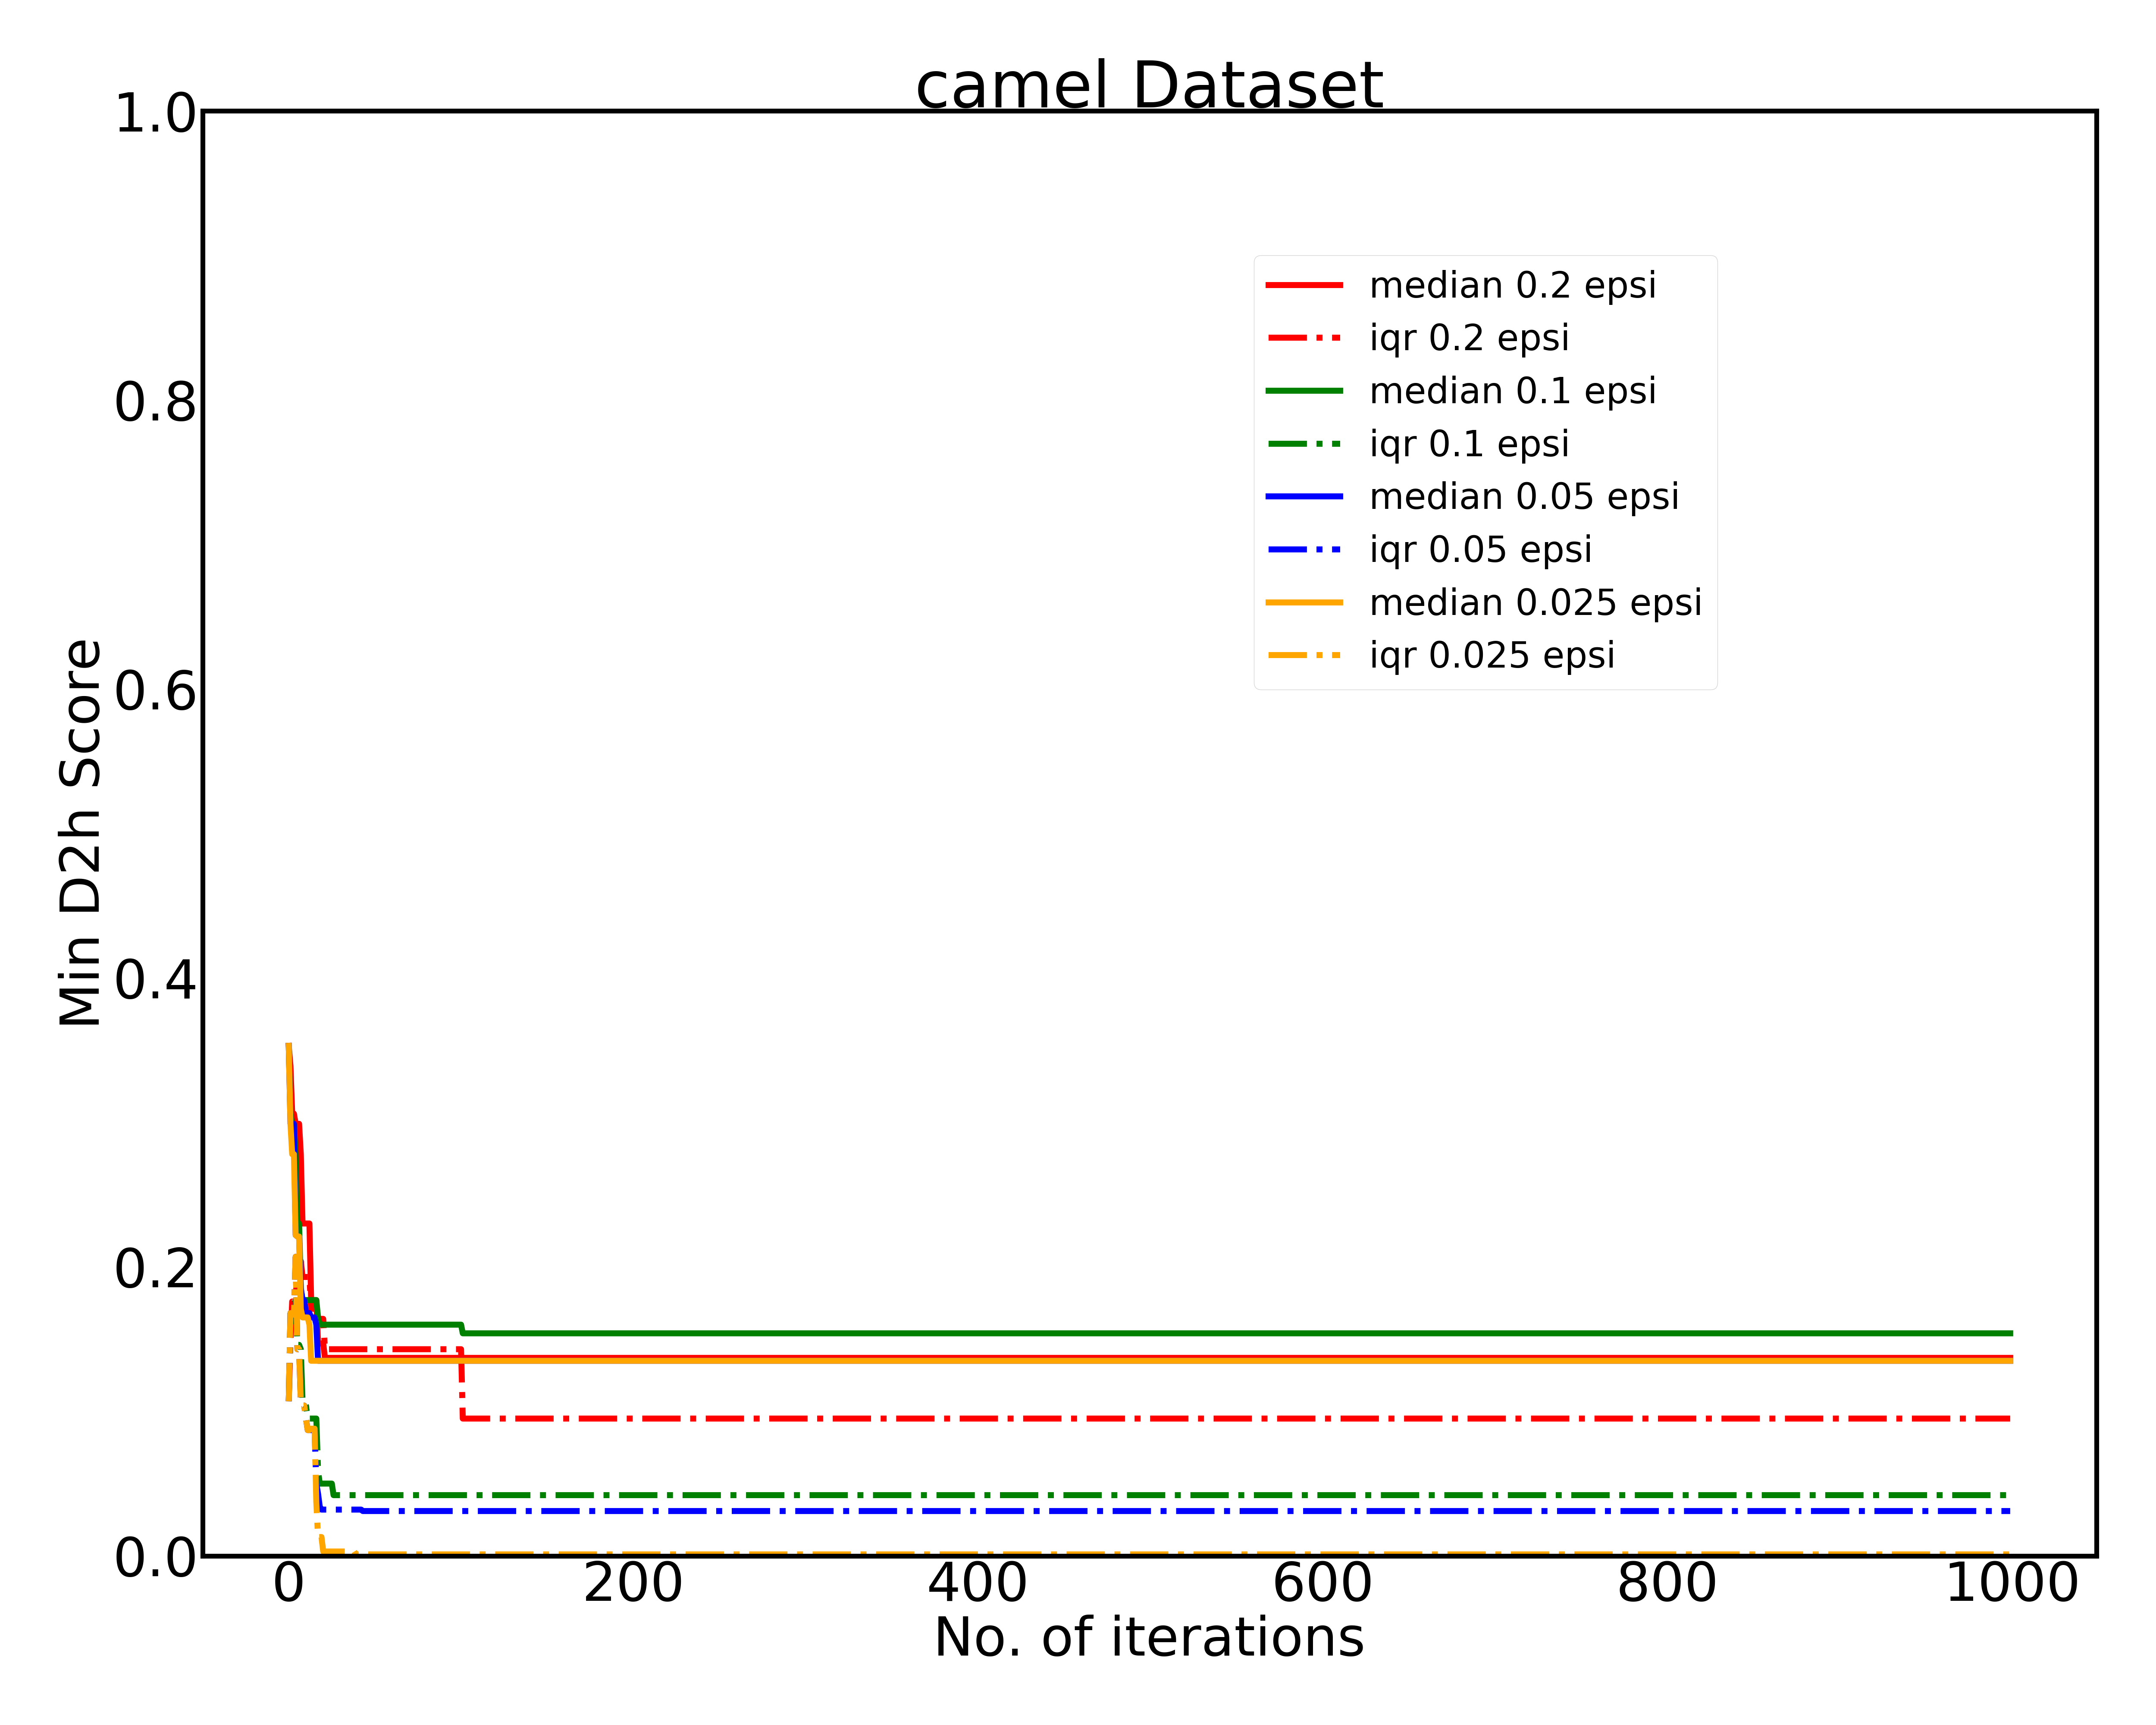 camel Dataset
1.0
0.8
0.6
0.4
0.2
0.0
Min D2h Score
median 0.2 epsi
iqr 0.2 epsi
median 0.1 epsi
iqr 0.1 epsi
median 0.05 epsi
iqr 0.05 epsi
median 0.025 epsi
iqr 0.025 epsi
0 200 400 600 800 1000
No. of iterations